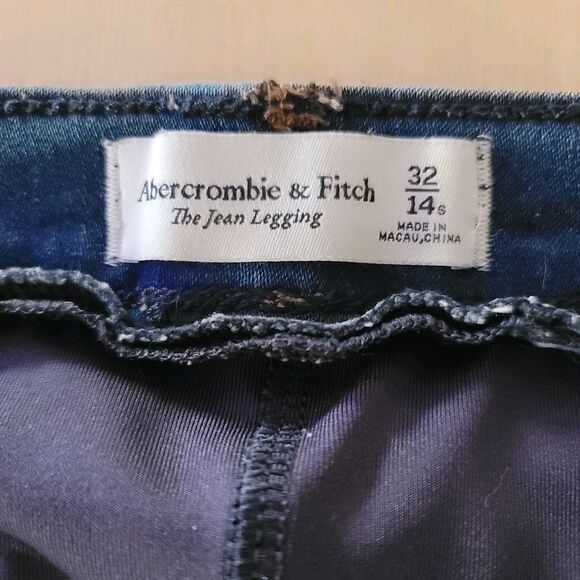 Abercrombie & Fitch
The Jean Legging
32
14s
MADE IN
MACAU,CHINA